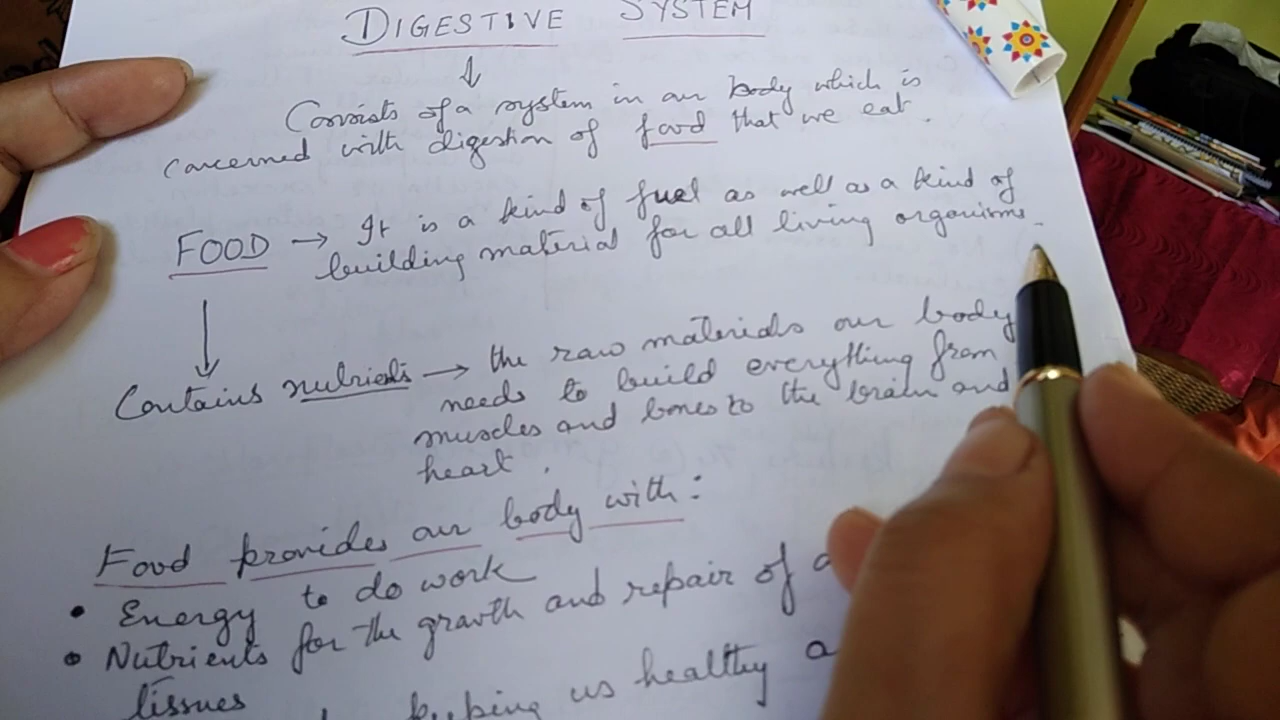 DIGESTIVE SYSTEM
Consists of a system in our body which is
concerned with digestion of food that we eat.
FOOD → It is a kind of fuel as well as a kind of
building material for all living organisms.
Contains nutrients → the raw materials our body
needs to build everything from
muscles and bones to the brain and
heart.
Food provides our body with:
• Energy to do work
• Nutrients for the growth and repair of
tissues
keeping us healthy